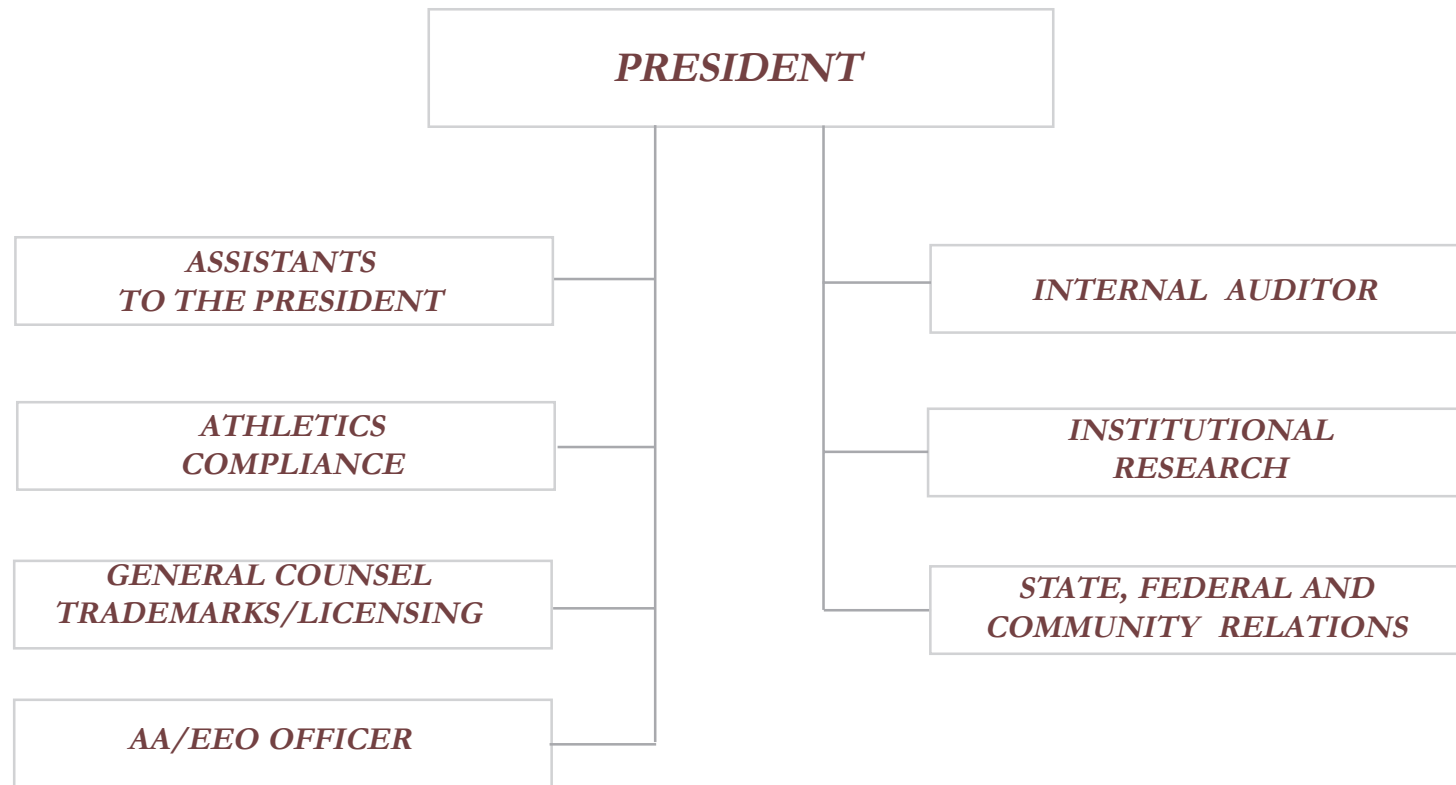 PRESIDENT
ASSISTANTS
TO THE PRESIDENT
ATHLETICS
COMPLIANCE
GENERAL COUNSEL
TRADEMARKS/LICENSING
AA/EEO OFFICER
INTERNAL AUDITOR
INSTITUTIONAL
RESEARCH
STATE, FEDERAL AND
COMMUNITY RELATIONS